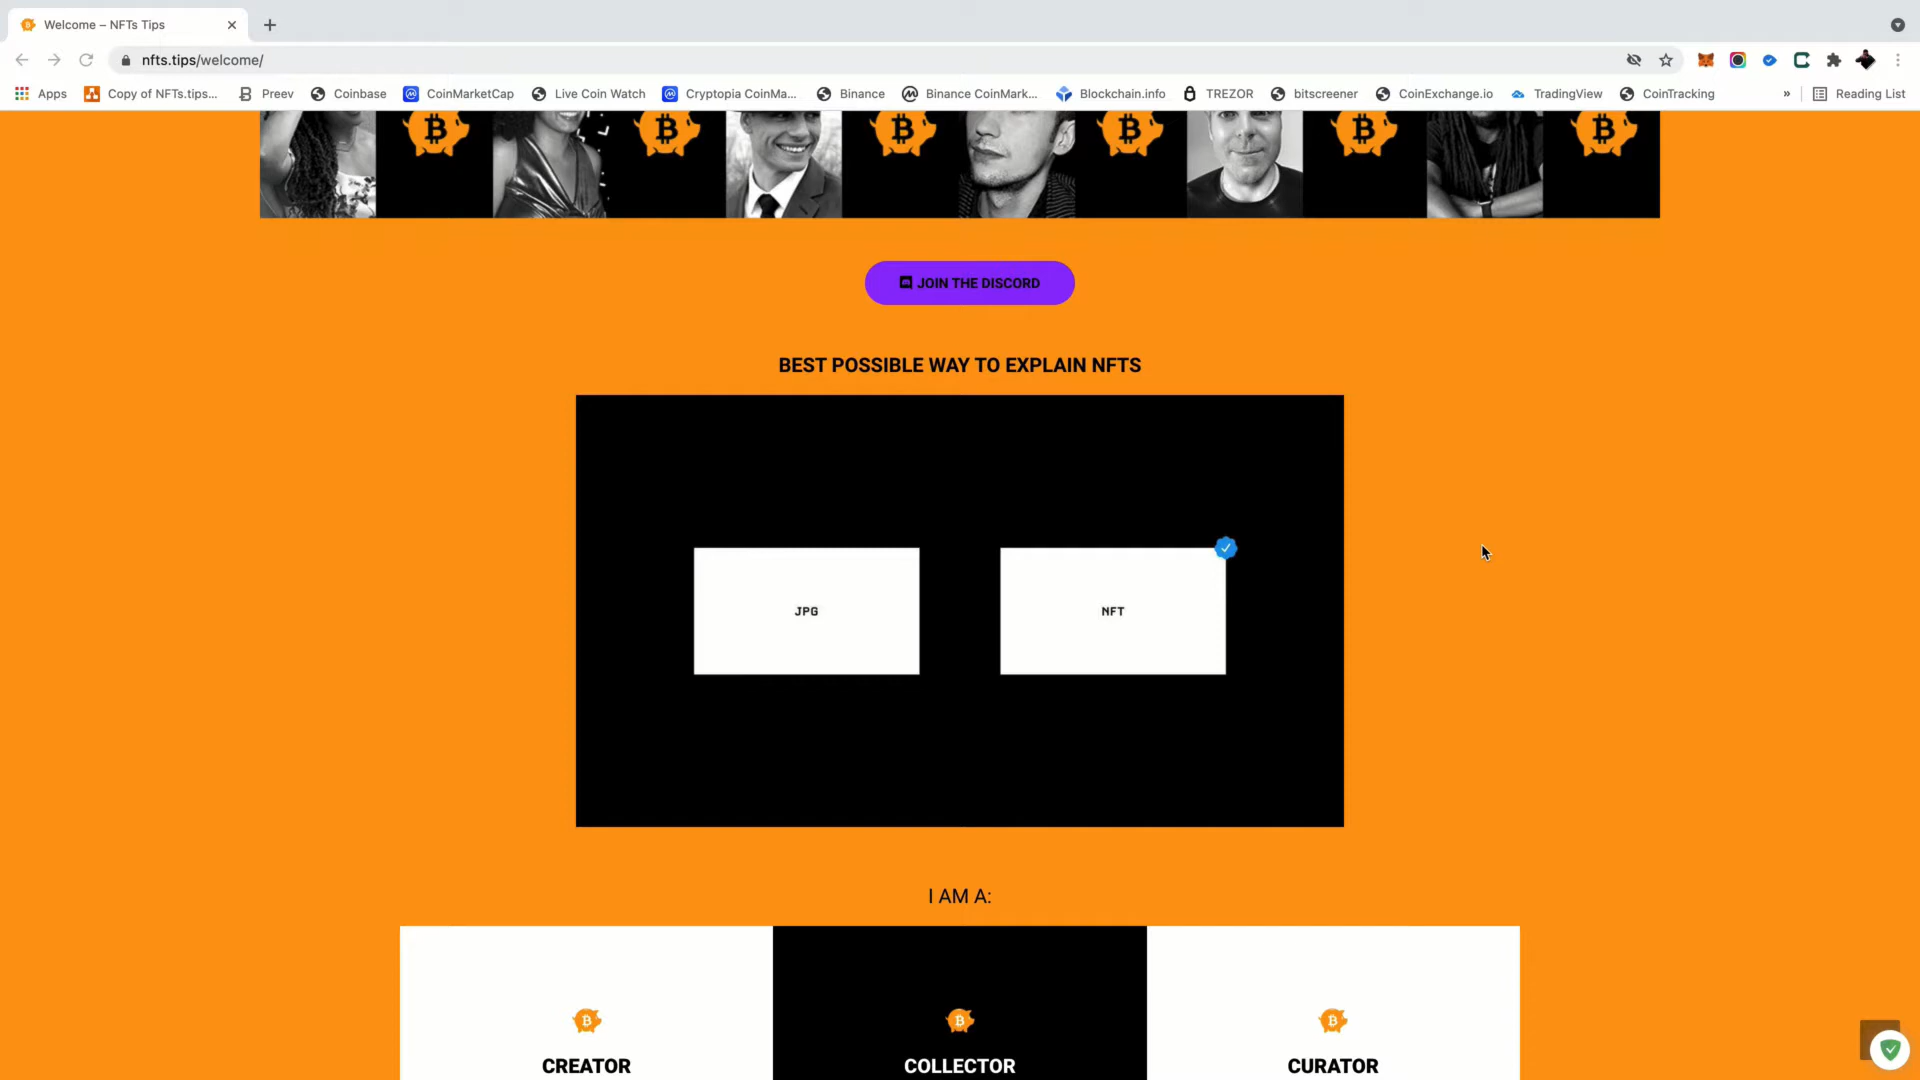 Welcome – NFTs Tips
nfts.tips/welcome/
Apps
Copy of NFTs.tips...
Preev
Coinbase
CoinMarketCap
Live Coin Watch
Cryptopia CoinMa...
Binance
Binance CoinMark...
Blockchain.info
TREZOR
bitscreener
CoinExchange.io
TradingView
CoinTracking
»
Reading List
JOIN THE DISCORD
BEST POSSIBLE WAY TO EXPLAIN NFTS
JPG
NFT
I AM A:
CREATOR
COLLECTOR
CURATOR